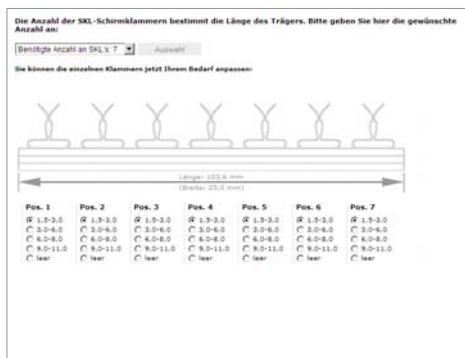 Die Anzahl der SKL-Schirmklammern bestimmt die Länge des Trägers. Bitte geben Sie hier die gewünschte
Anzahl an:
Benötigte Anzahl an SKL's: 7 Auswahl
Sie können die einzelnen Klammern jetzt Ihrem Bedarf anpassen:
Länge: 103,6 mm
(Breite: 25,0 mm)
Pos. 1 Pos. 2 Pos. 3 Pos. 4 Pos. 5 Pos. 6 Pos. 7
1.5-3.0 1.5-3.0 1.5-3.0 1.5-3.0 1.5-3.0 1.5-3.0 1.5-3.0
3.0-6.0 3.0-6.0 3.0-6.0 3.0-6.0 3.0-6.0 3.0-6.0 3.0-6.0
6.0-8.0 6.0-8.0 6.0-8.0 6.0-8.0 6.0-8.0 6.0-8.0 6.0-8.0
9.0-11.0 9.0-11.0 9.0-11.0 9.0-11.0 9.0-11.0 9.0-11.0 9.0-11.0
leer leer leer leer leer leer leer